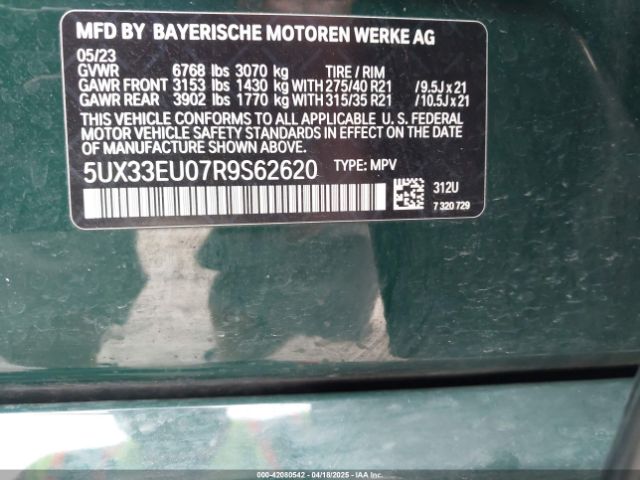 MFD BY BAYERISCHE MOTOREN WERKE AG
05/23
GVWR 6768 lbs 3070 kg TIRE / RIM
GAWR FRONT 3153 lbs 1430 kg WITH 275/40 R21 / 9.5J x 21
GAWR REAR 3902 lbs 1770 kg WITH 315/35 R21 / 10.5J x 21
THIS VEHICLE CONFORMS TO ALL APPLICABLE U. S. FEDERAL
MOTOR VEHICLE SAFETY STANDARDS IN EFFECT ON THE DATE
OF MANUFACTURE SHOWN ABOVE.
5UX33EU07R9S62620 TYPE: MPV
312U
7 320 729
000-42080542 - 04/18/2025 - IAAI.COM